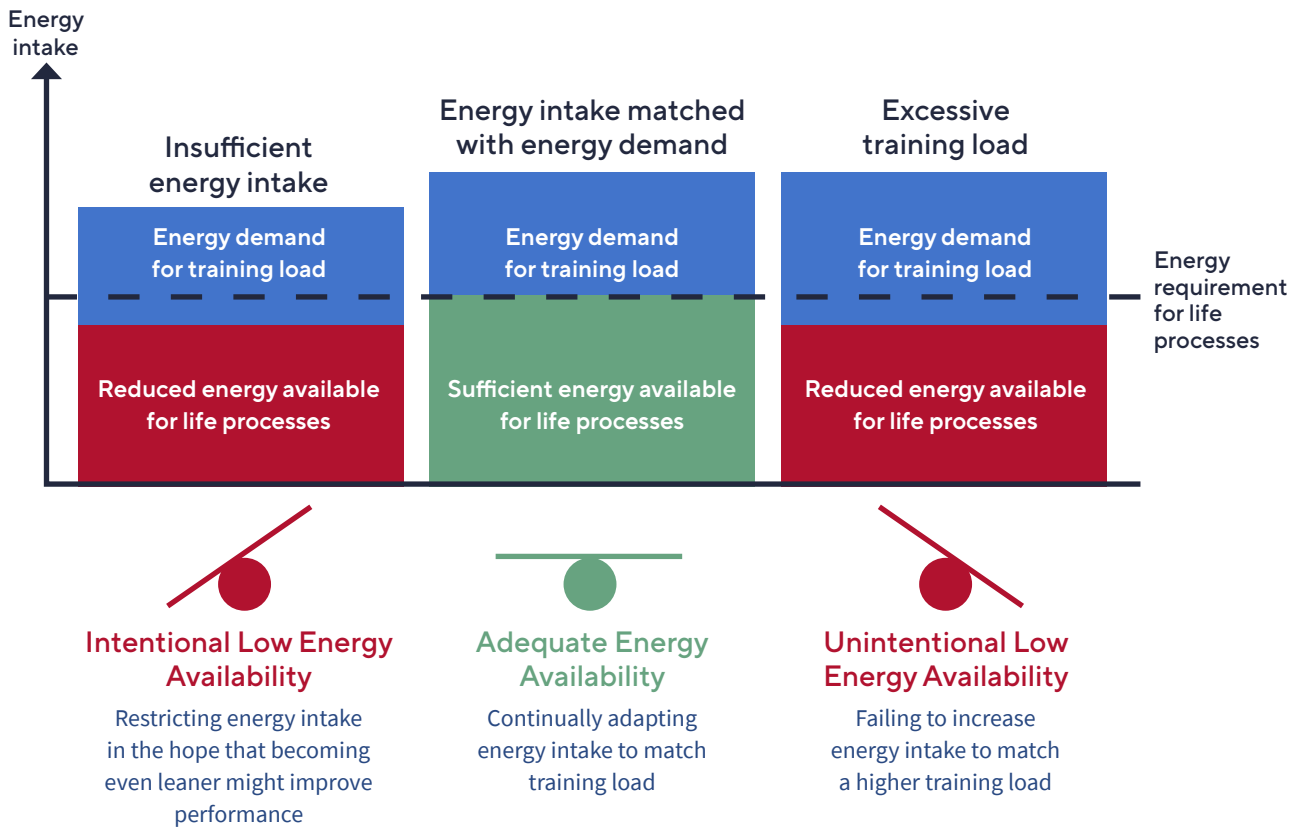 Energy
intake
Insufficient
energy intake
Energy intake matched
with energy demand
Excessive
training load
Energy demand
for training load
Energy demand
for training load
Energy demand
for training load
Energy
requirement
for life
processes
Reduced energy available
for life processes
Sufficient energy available
for life processes
Reduced energy available
for life processes
Intentional Low Energy
Availability
Restricting energy intake
in the hope that becoming
even leaner might improve
performance
Adequate Energy
Availability
Continually adapting
energy intake to match
training load
Unintentional Low
Energy Availability
Failing to increase
energy intake to match
a higher training load